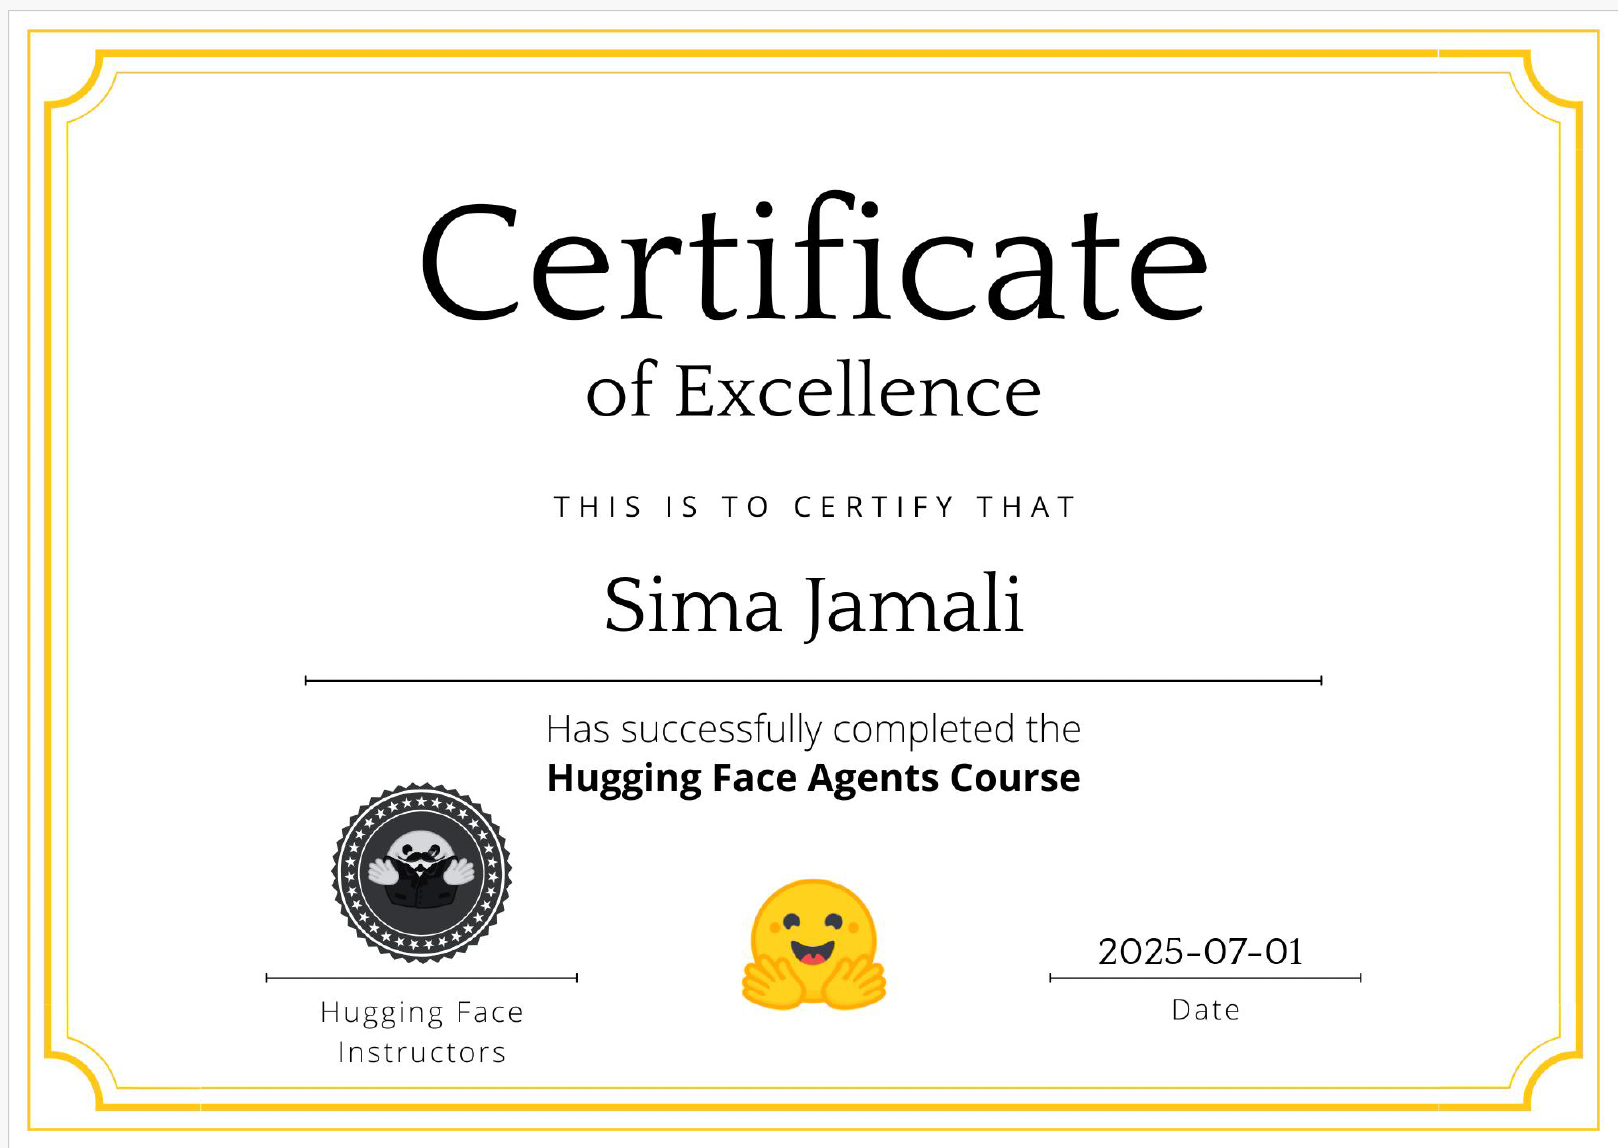 Certificate
of Excellence
THIS IS TO CERTIFY THAT
Sima Jamali
Has successfully completed the
Hugging Face Agents Course
2025-07-01
Hugging Face
Instructors
Date